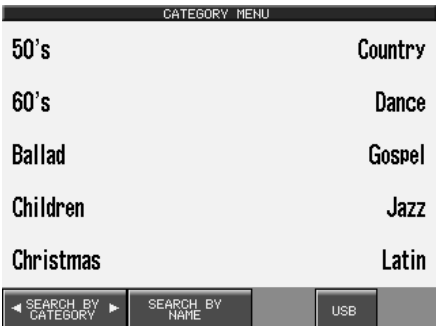 CATEGORY MENU
50's Country
60's Dance
Ballad Gospel
Children Jazz
Christmas Latin
◄ SEARCH BY CATEGORY ► SEARCH BY NAME USB